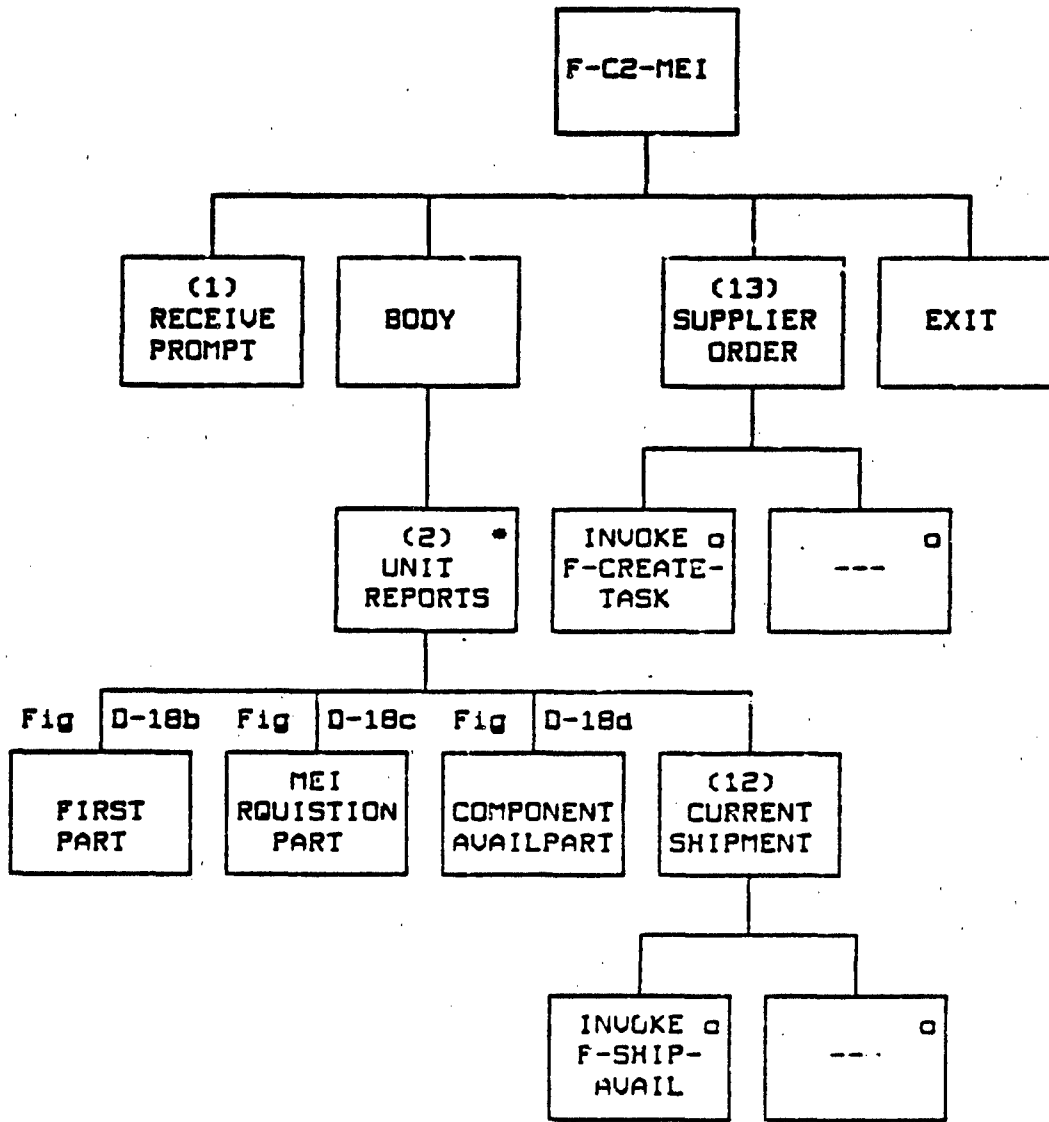 F-C2-MEI
(1)
RECEIVE
PROMPT
BODY
(13)
SUPPLIER
ORDER
EXIT
(2) *
UNIT
REPORTS
INVOKE o
F-CREATE-
TASK
o
---
Fig D-18b
Fig D-18c
Fig D-18d
FIRST
PART
MEI
RQUISTION
PART
COMPONENT
AVAILPART
(12)
CURRENT
SHIPMENT
INVOKE o
F-SHIP-
AVAIL
o
---